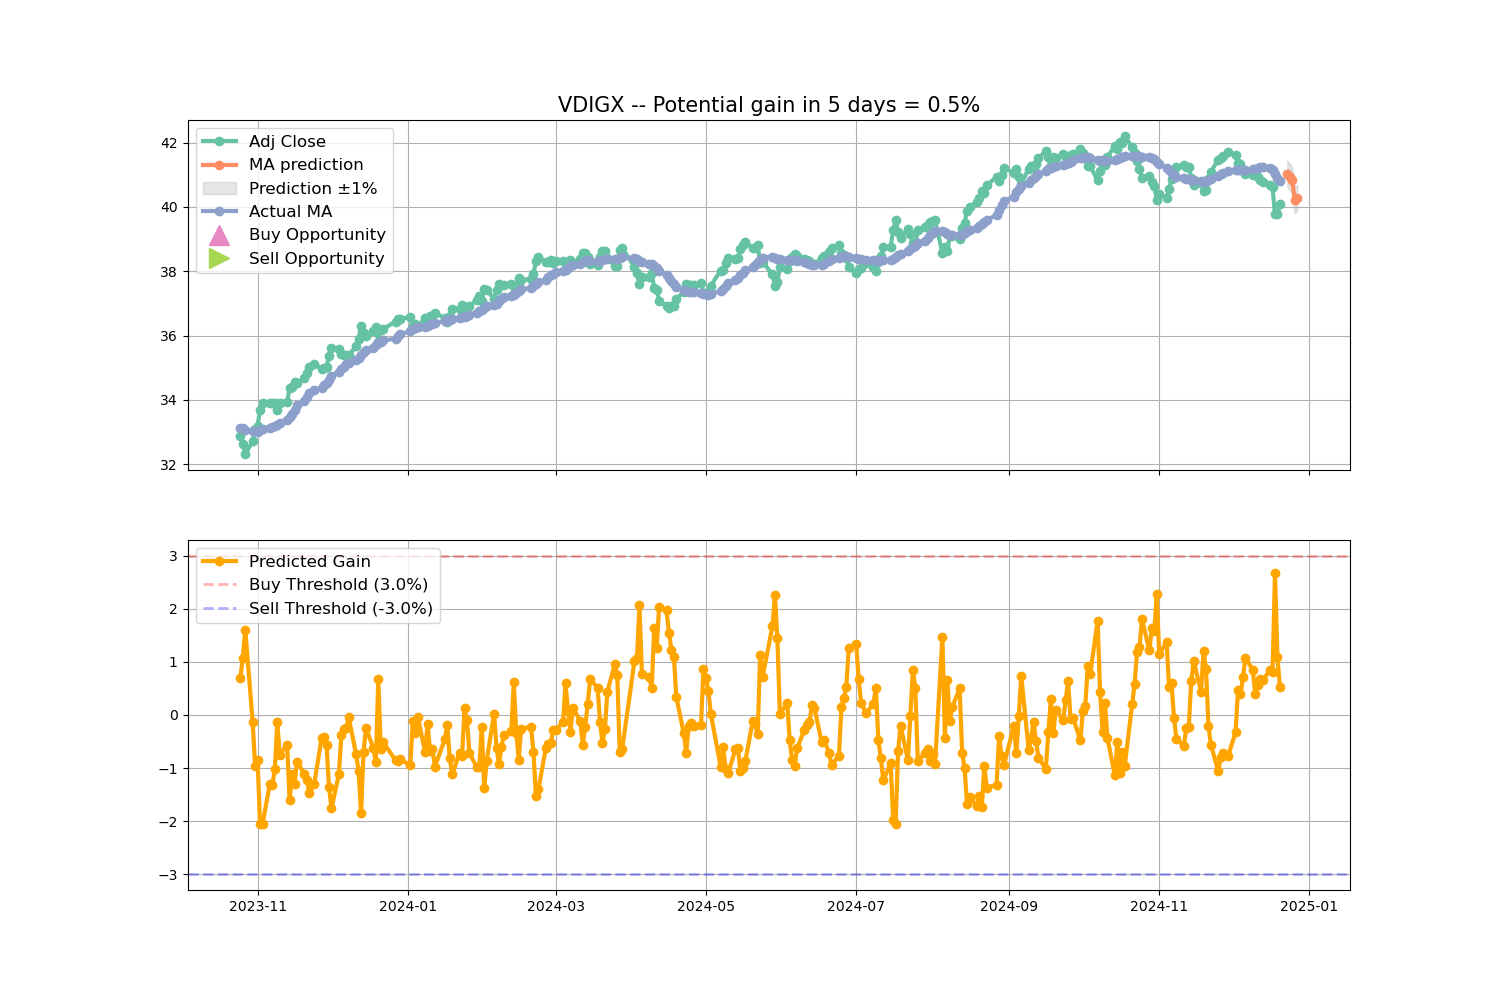 VDIGX -- Potential gain in 5 days = 0.5%
42
40
38
36
34
32
Adj Close
MA prediction
Prediction ±1%
Actual MA
Buy Opportunity
Sell Opportunity
3
2
1
0
−1
−2
−3
Predicted Gain
Buy Threshold (3.0%)
Sell Threshold (-3.0%)
2023-11 2024-01 2024-03 2024-05 2024-07 2024-09 2024-11 2025-01